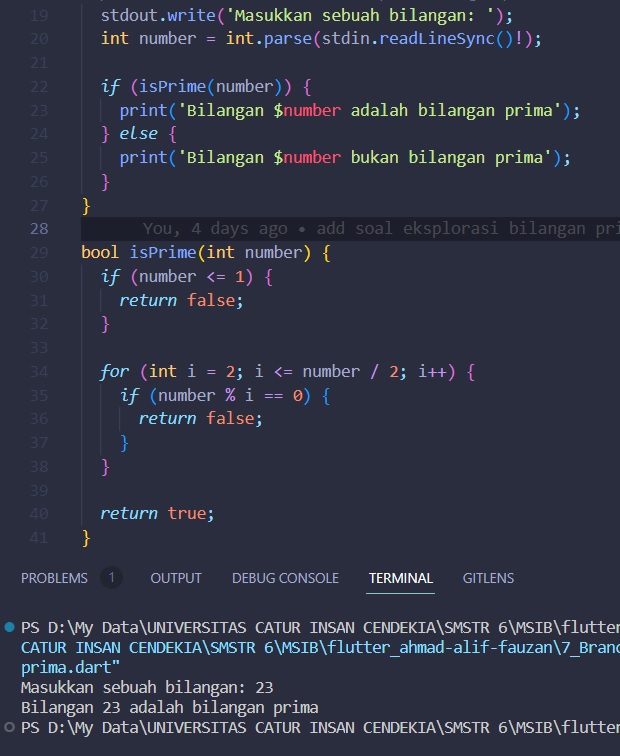 19 stdout.write('Masukkan sebuah bilangan: ');
20 int number = int.parse(stdin.readLineSync()!);
21
22 if (isPrime(number)) {
23 print('Bilangan $number adalah bilangan prima');
24 } else {
25 print('Bilangan $number bukan bilangan prima');
26 }
27 }
28 You, 4 days ago • add soal eksplorasi bilangan pri
29 bool isPrime(int number) {
30 if (number <= 1) {
31 return false;
32 }
33
34 for (int i = 2; i <= number / 2; i++) {
35 if (number % i == 0) {
36 return false;
37 }
38 }
39
40 return true;
41 }
PROBLEMS 1 OUTPUT DEBUG CONSOLE TERMINAL GITLENS
PS D:\My Data\UNIVERSITAS CATUR INSAN CENDEKIA\SMSTR 6\MSIB\flutter
CATUR INSAN CENDEKIA\SMSTR 6\MSIB\flutter_ahmad-alif-fauzan\7_Branc
prima.dart"
Masukkan sebuah bilangan: 23
Bilangan 23 adalah bilangan prima
PS D:\My Data\UNIVERSITAS CATUR INSAN CENDEKIA\SMSTR 6\MSIB\flutter